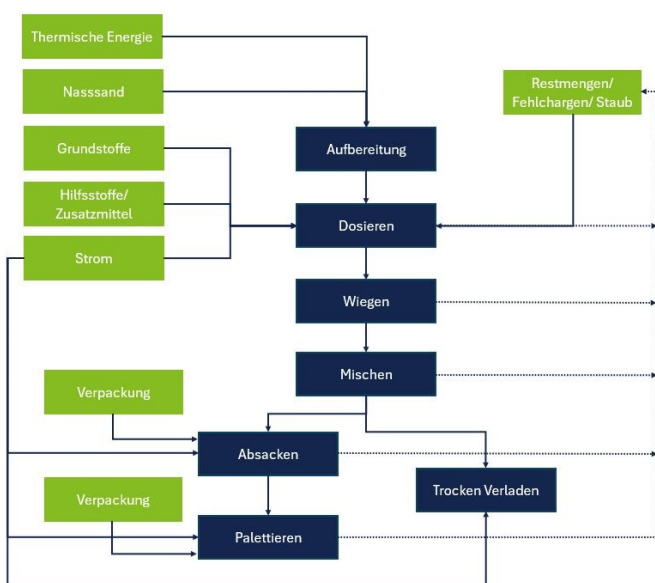 Thermische Energie
Nasssand
Restmengen/
Fehlchargen/ Staub
Grundstoffe
Aufbereitung
Hilfsstoffe/
Zusatzmittel
Dosieren
Strom
Wiegen
Mischen
Verpackung
Absacken
Trocken Verladen
Verpackung
Palettieren